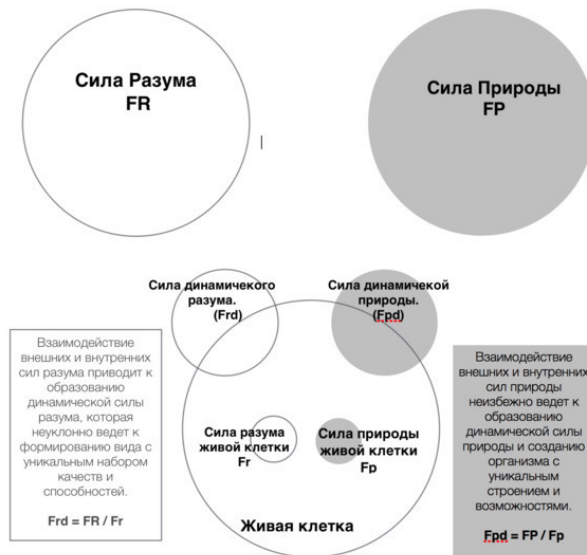 Сила Разума
FR
Сила Природы
FP
Сила динамичекого
разума.
(Frd)
Сила динамичекой
природы.
(Fpd)
Взаимодействие
внешних и внутренних
сил разума приводит к
образованию
динамической силы
разума, которая
неуклонно ведет к
формированию вида с
уникальным набором
качеств и
способностей.
Frd = FR / Fr
Сила разума
живой клетки
Fr
Сила природы
живой клетки
Fp
Живая клетка
Взаимодействие
внешних и внутренних
сил природы
неизбежно ведет к
образованию
динамической силы
природы и созданию
организма с
уникальным
строением и
возможностями.
Fpd = FP / Fp